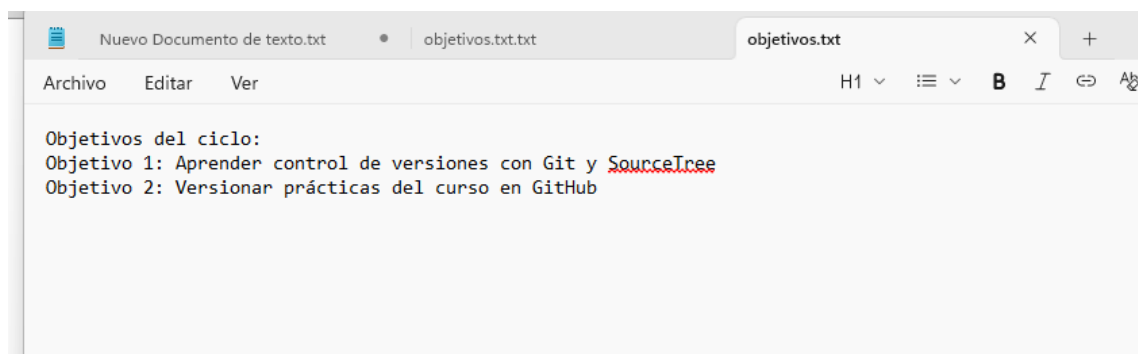 Nuevo Documento de texto.txt objetivos.txt.txt objetivos.txt
Archivo Editar Ver H1 B I
Objetivos del ciclo:
Objetivo 1: Aprender control de versiones con Git y SourceTree
Objetivo 2: Versionar prácticas del curso en GitHub